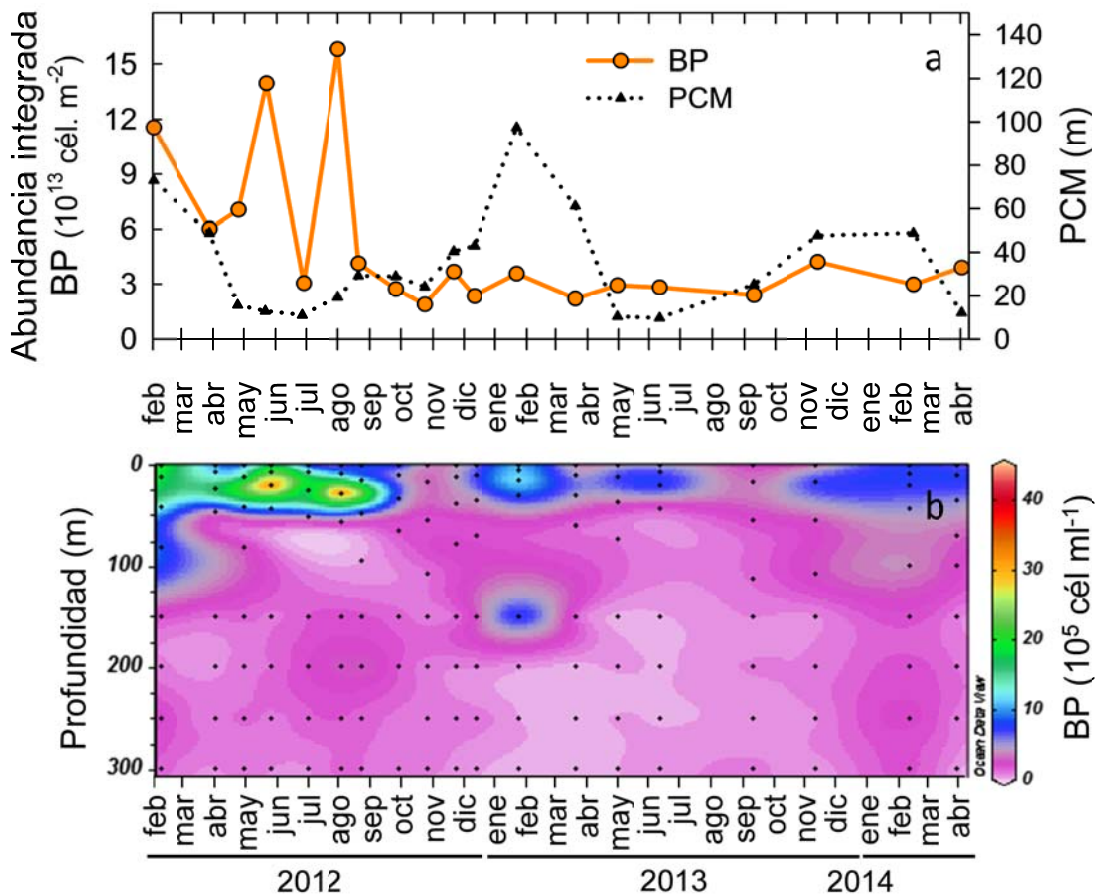 Abundancia integrada
BP (10¹³ cél. m⁻²)
15
12
9
6
3
0
BP
PCM
a
140
120
100
80
60
40
20
0
PCM (m)
feb mar abr may jun jul ago sep oct nov dic ene feb mar abr may jun jul ago sep oct nov dic ene feb mar abr
Profundidad (m)
0
100
200
300
b
Ocean Data View
40
30
20
10
0
BP (10⁵ cél ml⁻¹)
feb mar abr may jun jul ago sep oct nov dic ene feb mar abr may jun jul ago sep oct nov dic ene feb mar abr
2012 2013 2014